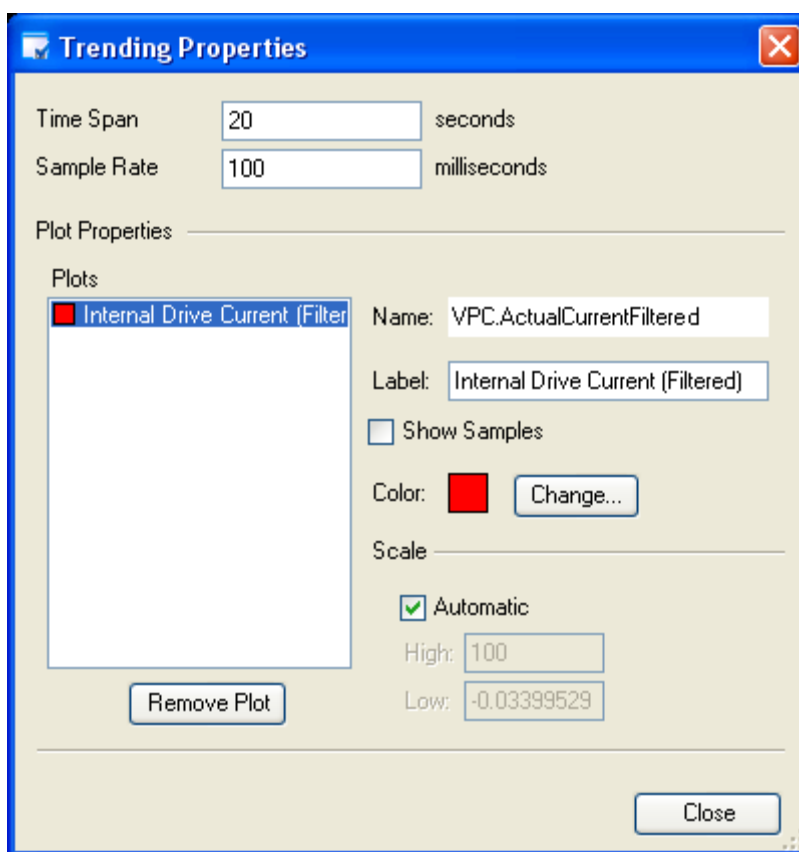 Trending Properties
Time Span 20 seconds
Sample Rate 100 milliseconds
Plot Properties
Plots
Internal Drive Current (Filter
Name: VPC.ActualCurrentFiltered
Label: Internal Drive Current (Filtered)
Show Samples
Color: Change...
Scale
Automatic
High: 100
Low: -0.03399529
Remove Plot
Close